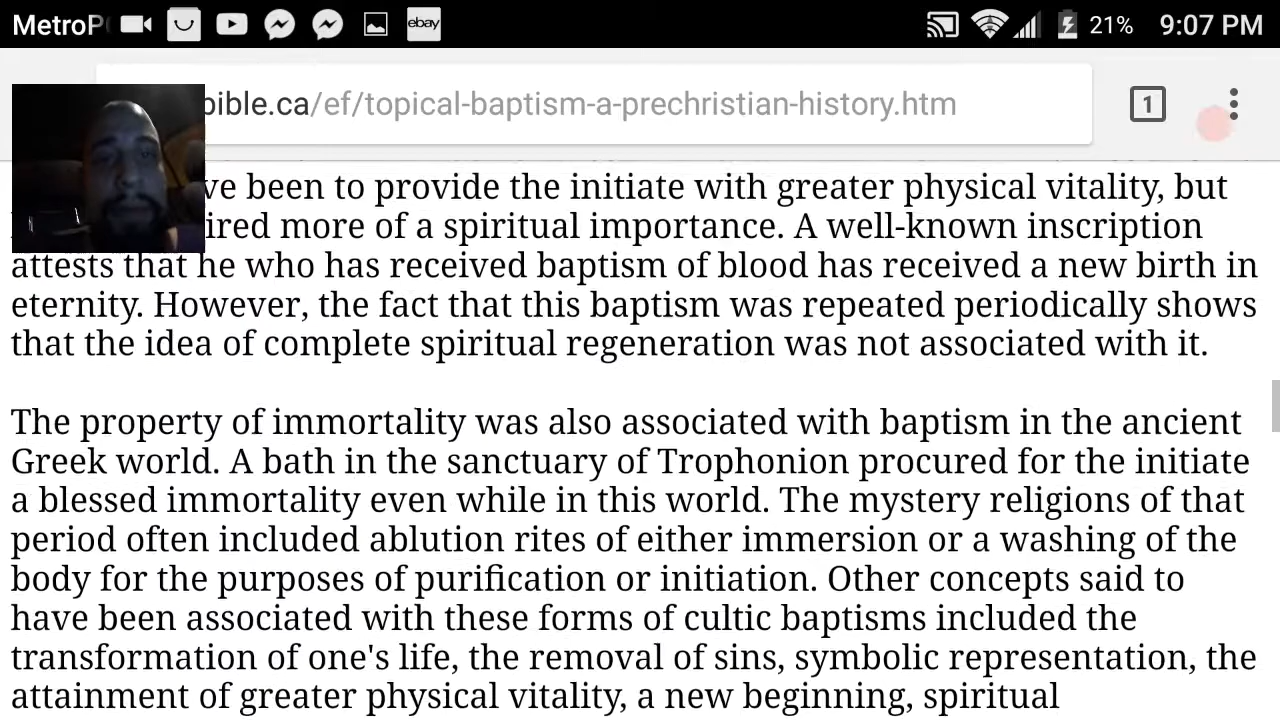 MetroP
ebay
21% 9:07 PM
bible.ca/ef/topical-baptism-a-prechristian-history.htm
1
ve been to provide the initiate with greater physical vitality, but
ired more of a spiritual importance. A well-known inscription
attests that he who has received baptism of blood has received a new birth in
eternity. However, the fact that this baptism was repeated periodically shows
that the idea of complete spiritual regeneration was not associated with it.
The property of immortality was also associated with baptism in the ancient
Greek world. A bath in the sanctuary of Trophonion procured for the initiate
a blessed immortality even while in this world. The mystery religions of that
period often included ablution rites of either immersion or a washing of the
body for the purposes of purification or initiation. Other concepts said to
have been associated with these forms of cultic baptisms included the
transformation of one's life, the removal of sins, symbolic representation, the
attainment of greater physical vitality, a new beginning, spiritual